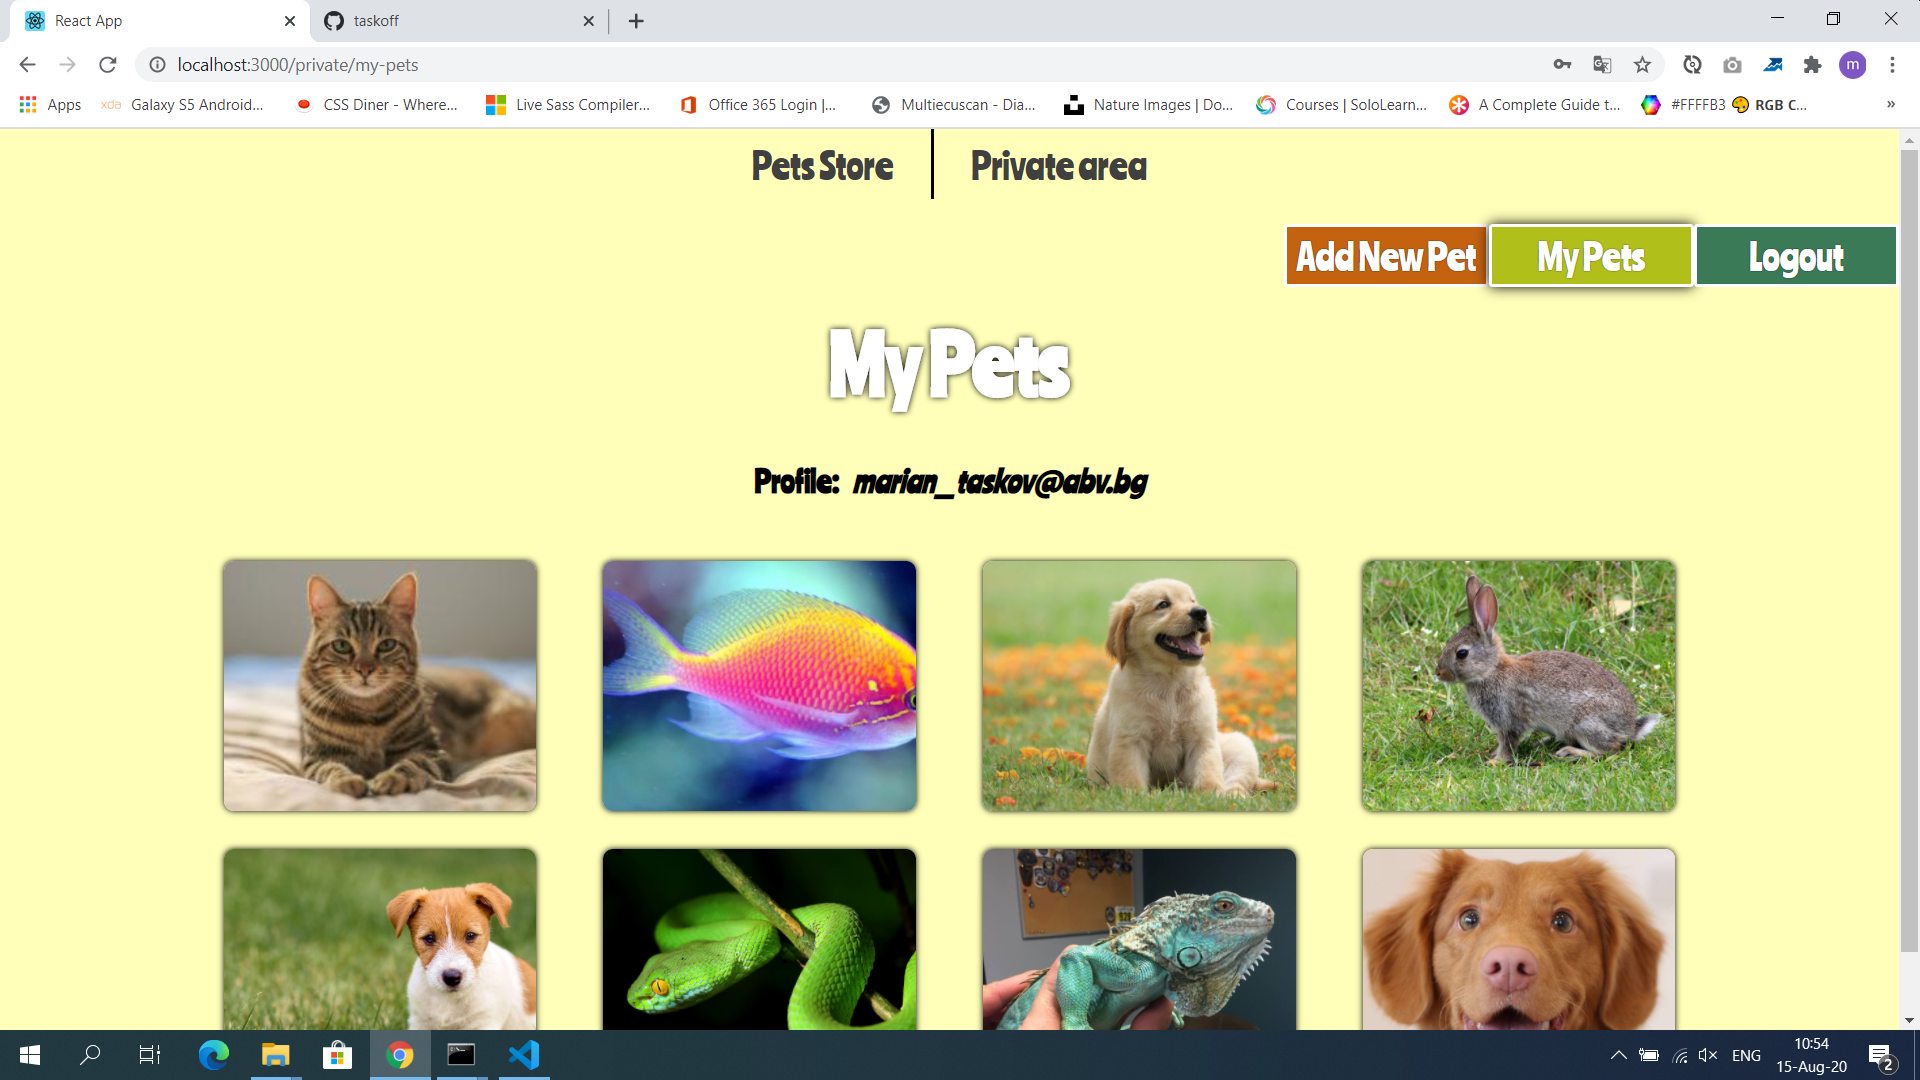 React App
taskoff
localhost:3000/private/my-pets
m
Apps
xda Galaxy S5 Android...
CSS Diner - Where...
Live Sass Compiler...
Office 365 Login |...
Multiecuscan - Dia...
Nature Images | Do...
Courses | SoloLearn...
A Complete Guide t...
#FFFFB3 RGB C...
»
Pets Store
Private area
Add New Pet
My Pets
Logout
My Pets
Profile: marian_taskov@abv.bg
ENG
10:54
15-Aug-20
2